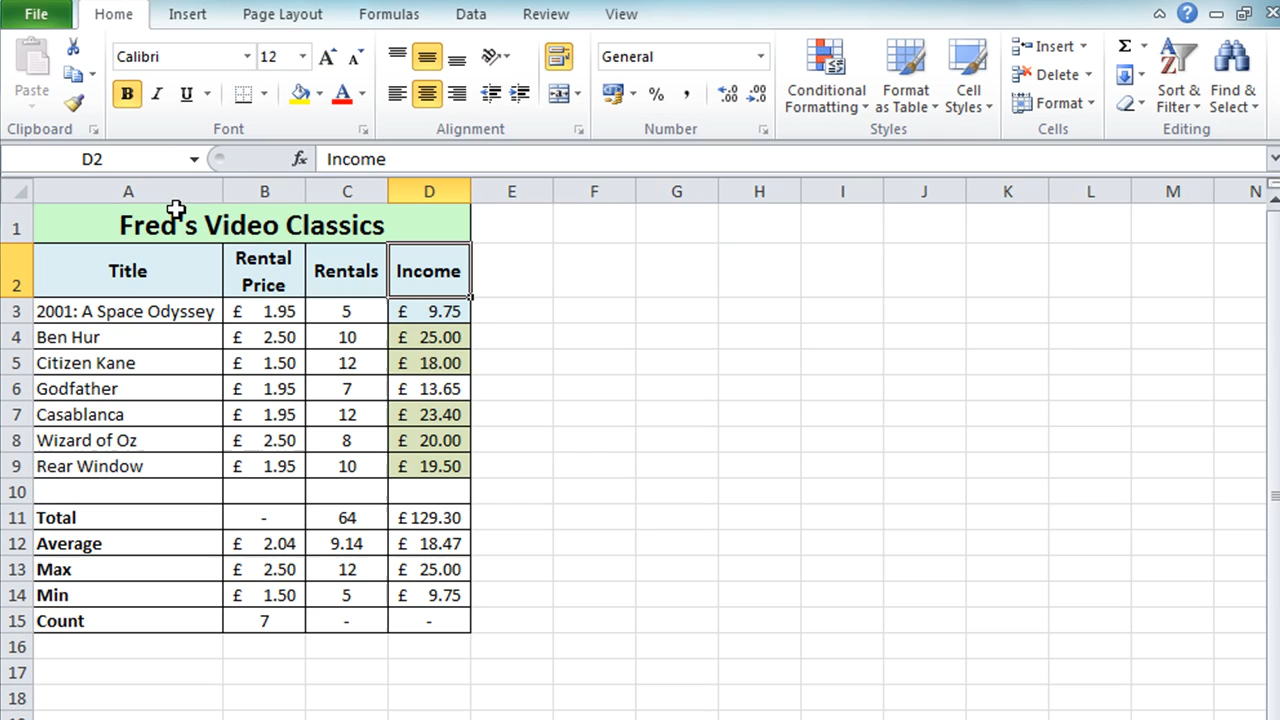 File Home Insert Page Layout Formulas Data Review View
Calibri 12 General
Paste
B I U A % ,
Conditional Formatting Format as Table Cell Styles
Insert
Delete
Format
Σ
Sort & Filter Find & Select
Clipboard Font Alignment Number Styles Cells Editing
D2 fx Income
A B C D E F G H I J K L M N
1 Fred's Video Classics
2 Title Rental Price Rentals Income
3 2001: A Space Odyssey £ 1.95 5 £ 9.75
4 Ben Hur £ 2.50 10 £ 25.00
5 Citizen Kane £ 1.50 12 £ 18.00
6 Godfather £ 1.95 7 £ 13.65
7 Casablanca £ 1.95 12 £ 23.40
8 Wizard of Oz £ 2.50 8 £ 20.00
9 Rear Window £ 1.95 10 £ 19.50
10
11 Total - 64 £ 129.30
12 Average £ 2.04 9.14 £ 18.47
13 Max £ 2.50 12 £ 25.00
14 Min £ 1.50 5 £ 9.75
15 Count 7 - -
16
17
18